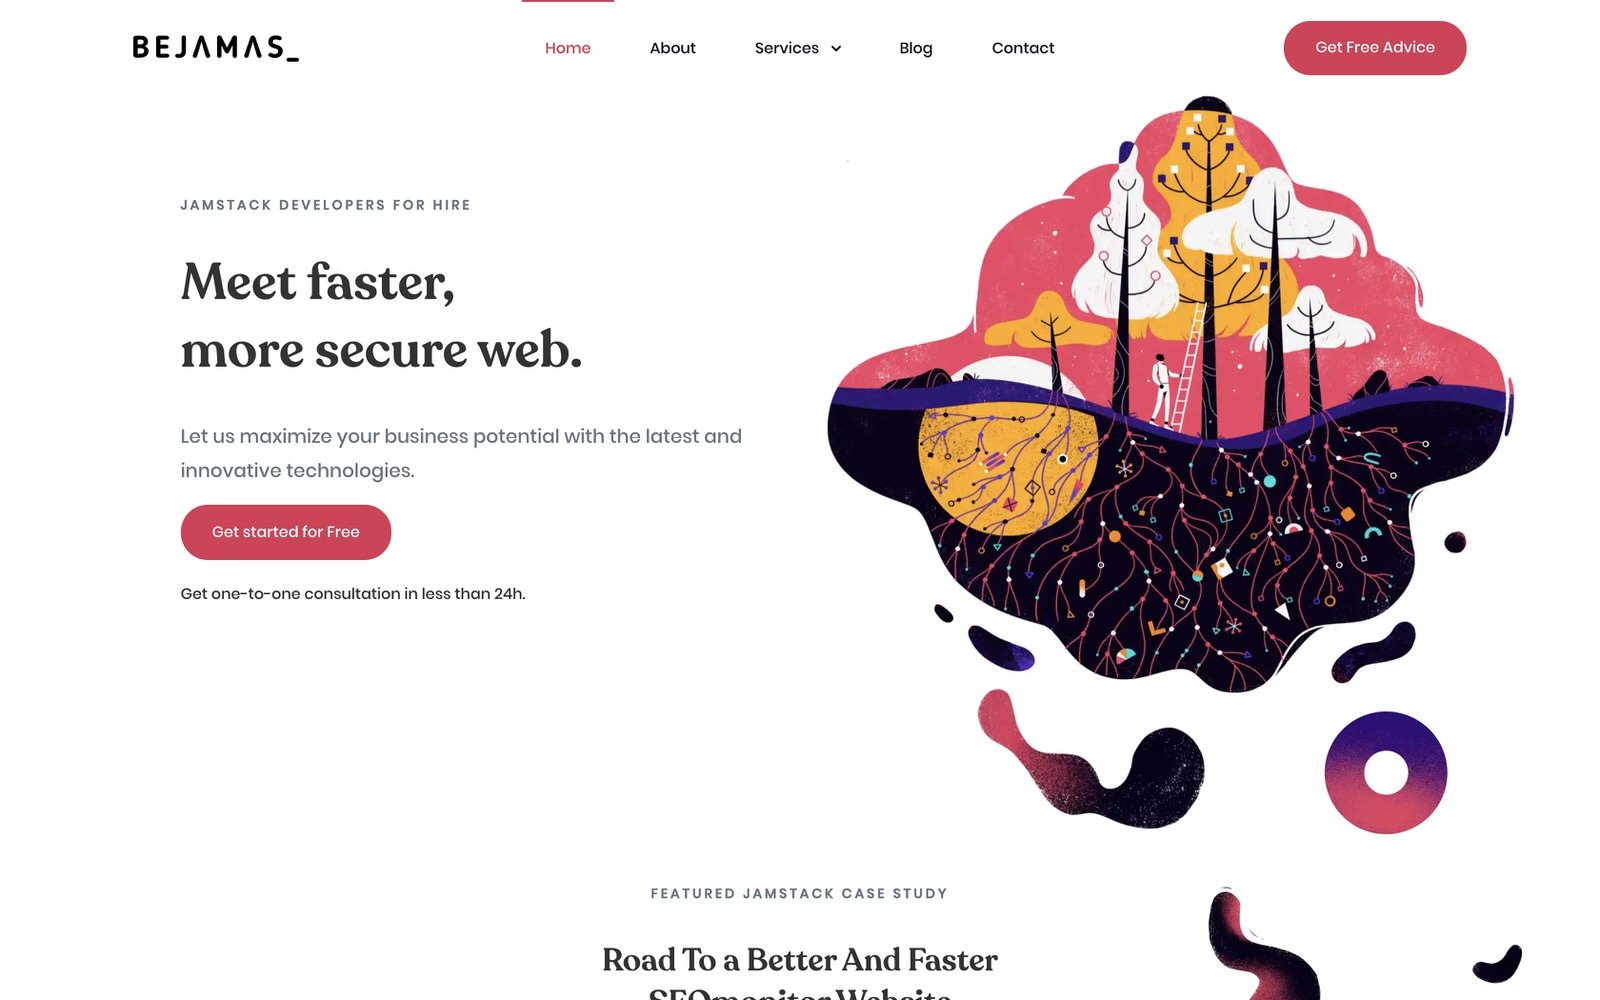 BEJAMAS_
Home
About
Services
Blog
Contact
Get Free Advice
JAMSTACK DEVELOPERS FOR HIRE
Meet faster,
more secure web.
Let us maximize your business potential with the latest and
innovative technologies.
Get started for Free
Get one-to-one consultation in less than 24h.
FEATURED JAMSTACK CASE STUDY
Road To a Better And Faster
SEOmonitor Website